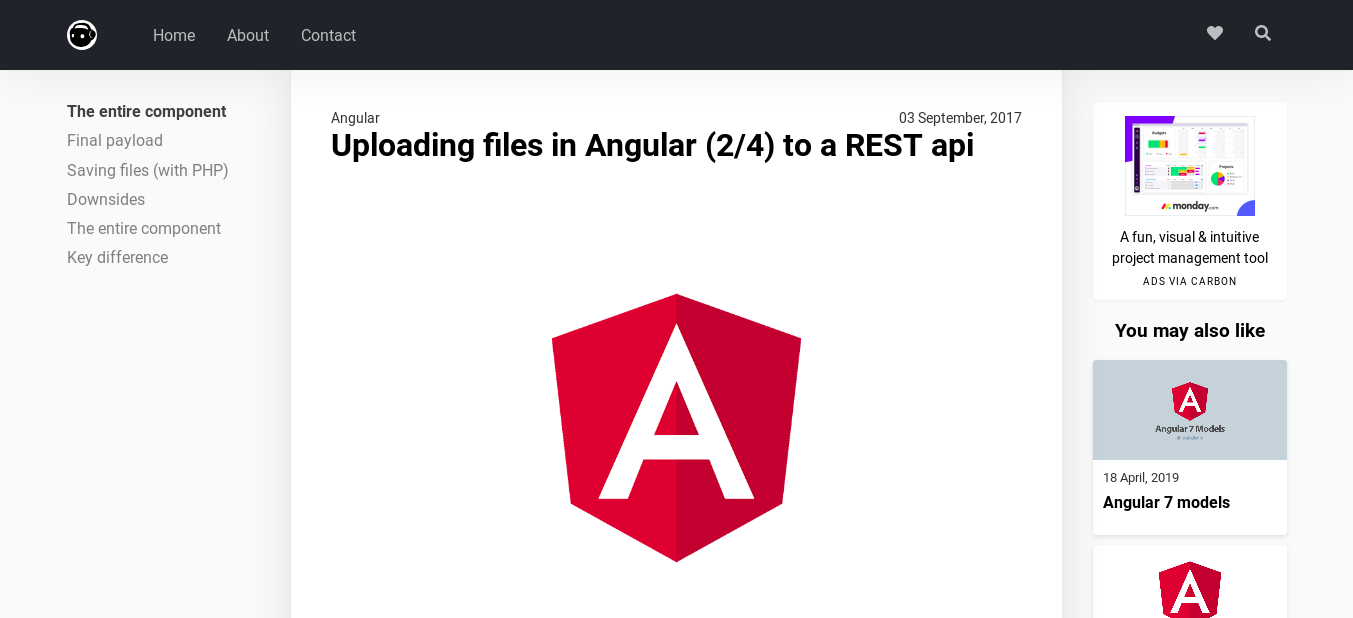 Home
About
Contact
The entire component
Final payload
Saving files (with PHP)
Downsides
The entire component
Key difference
Angular
03 September, 2017
Uploading files in Angular (2/4) to a REST api
Budgets
Projects
monday.com
A fun, visual & intuitive
project management tool
ADS VIA CARBON
You may also like
Angular 7 Models
18 April, 2019
Angular 7 models